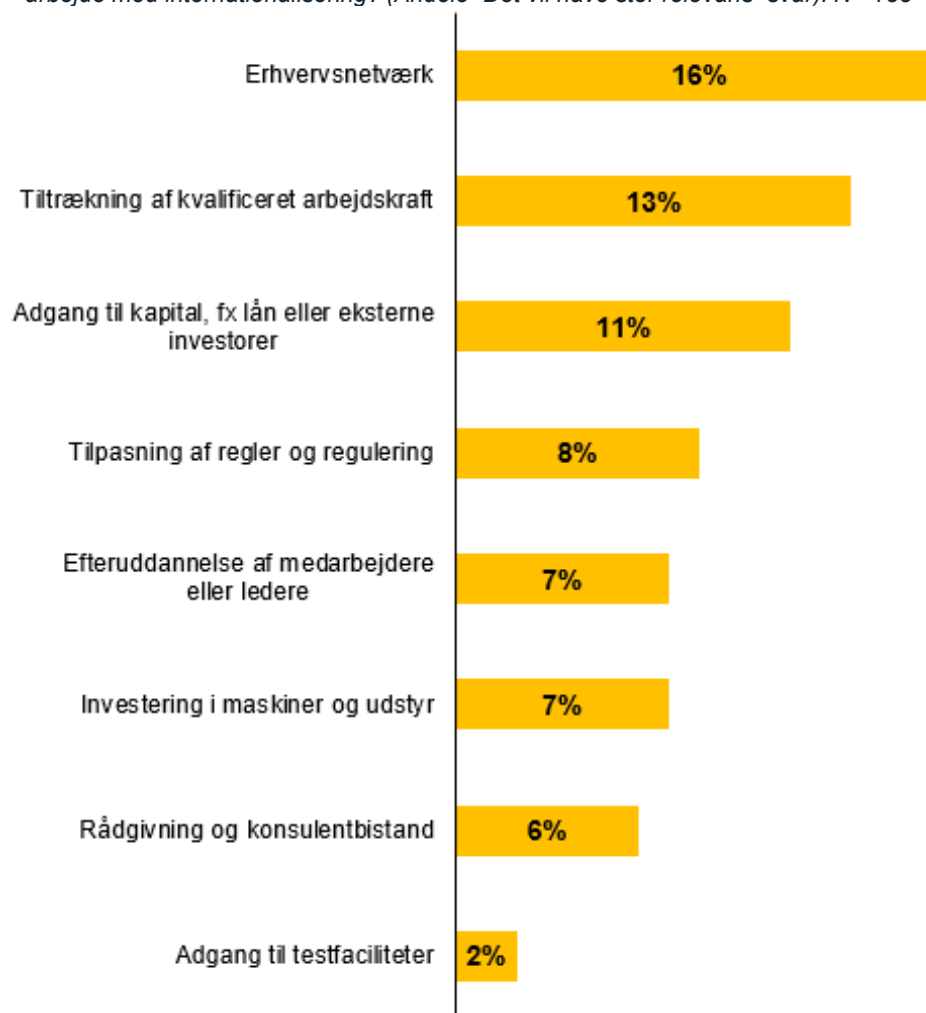 Erhvervsnetværk
16%
Tiltrækning af kvalificeret arbejdskraft
13%
Adgang til kapital, fx lån eller eksterne
investorer
11%
Tilpasning af regler og regulering
8%
Efteruddannelse af medarbejdere
eller ledere
7%
Investering i maskiner og udstyr
7%
Rådgivning og konsulentbistand
6%
Adgang til testfaciliteter
2%